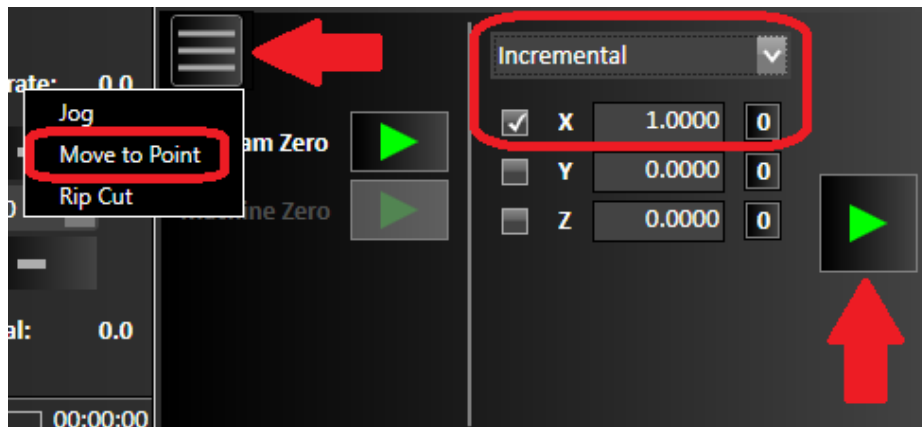 Incremental
rate: 0.0
Jog
X 1.0000 0
Move to Point
am Zero
Y 0.0000 0
Rip Cut
Zero
Z 0.0000 0
al: 0.0
00:00:00